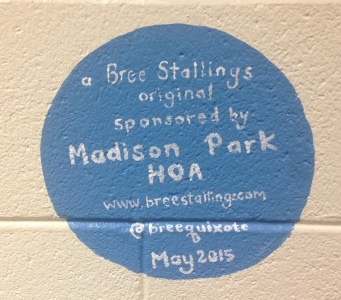 a Bree Stallings
original
sponsored by
Madison Park
HOA
www.breestallings.com
@breequixote
May 2015